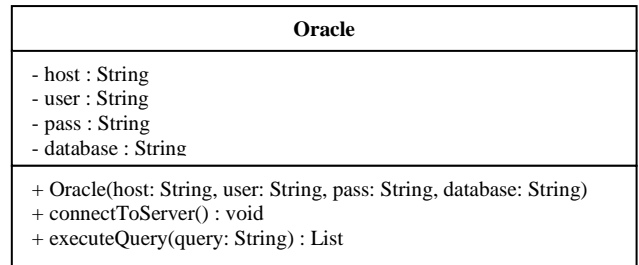 Oracle
- host : String
- user : String
- pass : String
- database : String
+ Oracle(host: String, user: String, pass: String, database: String)
+ connectToServer() : void
+ executeQuery(query: String) : List